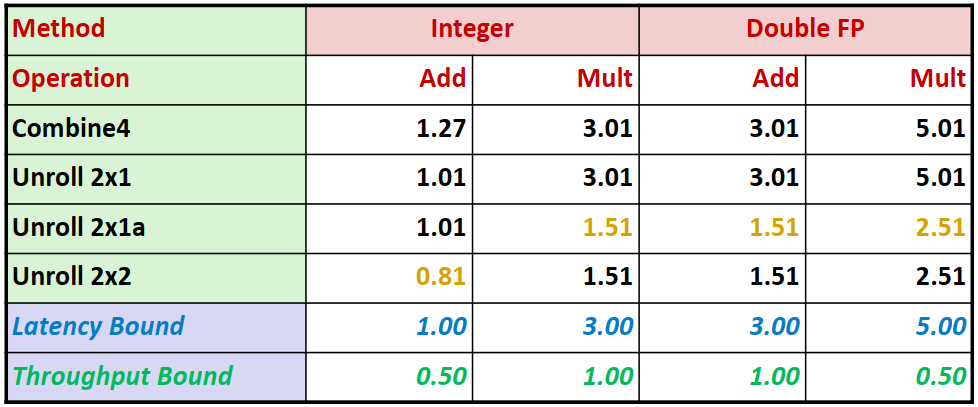 Method Integer Double FP
Operation Add Mult Add Mult
Combine4 1.27 3.01 3.01 5.01
Unroll 2x1 1.01 3.01 3.01 5.01
Unroll 2x1a 1.01 1.51 1.51 2.51
Unroll 2x2 0.81 1.51 1.51 2.51
Latency Bound 1.00 3.00 3.00 5.00
Throughput Bound 0.50 1.00 1.00 0.50